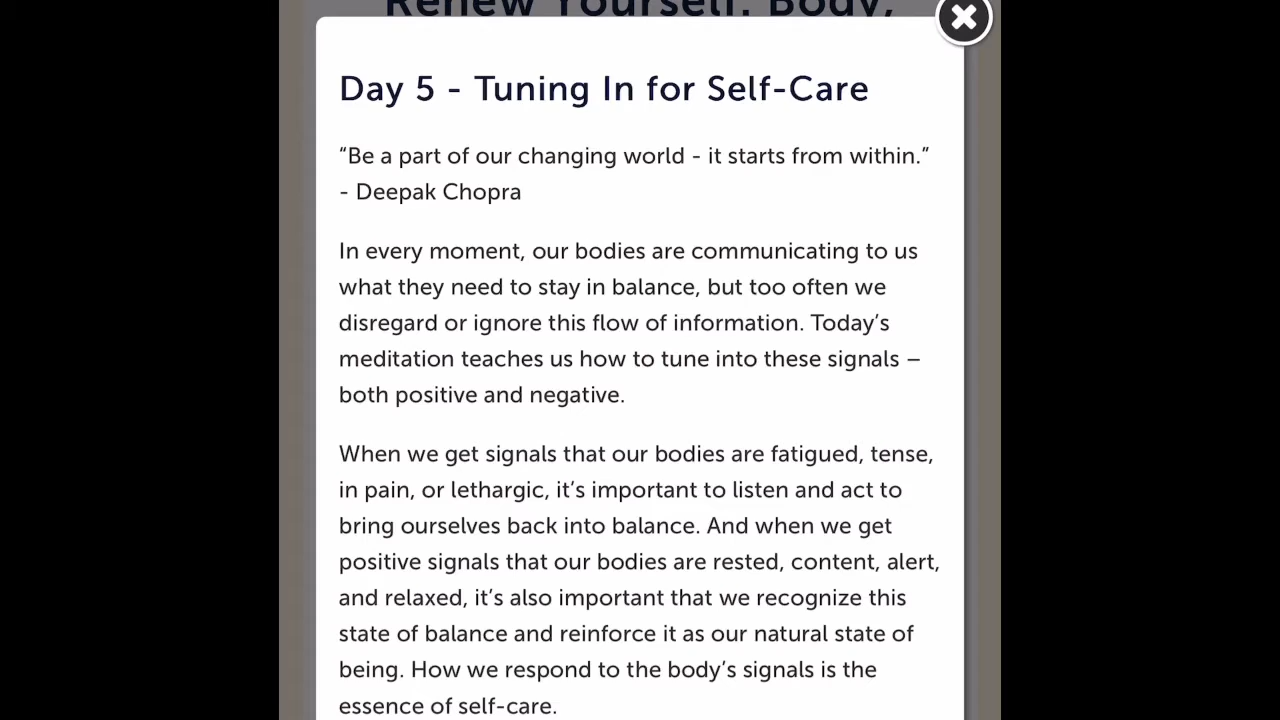 Renew Yourself: Body,
Day 5 - Tuning In for Self-Care
“Be a part of our changing world - it starts from within.”
- Deepak Chopra
In every moment, our bodies are communicating to us
what they need to stay in balance, but too often we
disregard or ignore this flow of information. Today’s
meditation teaches us how to tune into these signals –
both positive and negative.
When we get signals that our bodies are fatigued, tense,
in pain, or lethargic, it’s important to listen and act to
bring ourselves back into balance. And when we get
positive signals that our bodies are rested, content, alert,
and relaxed, it’s also important that we recognize this
state of balance and reinforce it as our natural state of
being. How we respond to the body’s signals is the
essence of self-care.